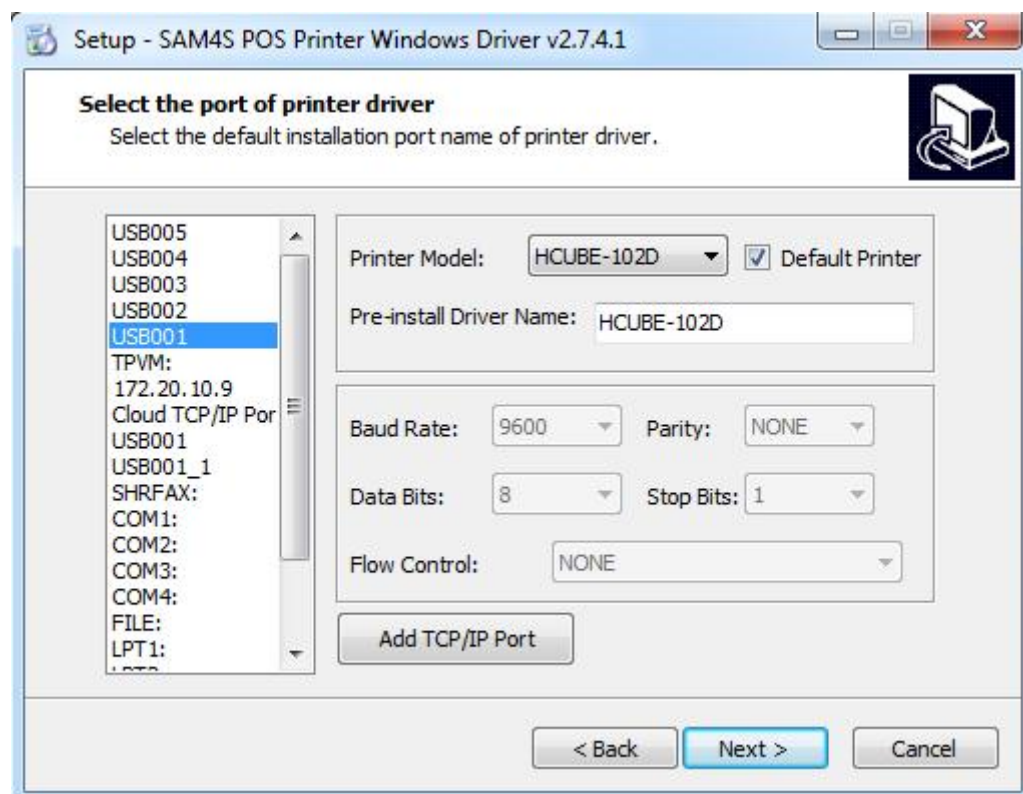 Setup - SAM4S POS Printer Windows Driver v2.7.4.1
Select the port of printer driver
Select the default installation port name of printer driver.
USB005
USB004
USB003
USB002
USB001
TPVM:
172.20.10.9
Cloud TCP/IP Por
USB001
USB001_1
SHRFAX:
COM1:
COM2:
COM3:
COM4:
FILE:
LPT1:
Printer Model: HCUBE-102D Default Printer
Pre-install Driver Name: HCUBE-102D
Baud Rate: 9600 Parity: NONE
Data Bits: 8 Stop Bits: 1
Flow Control: NONE
Add TCP/IP Port
< Back Next > Cancel